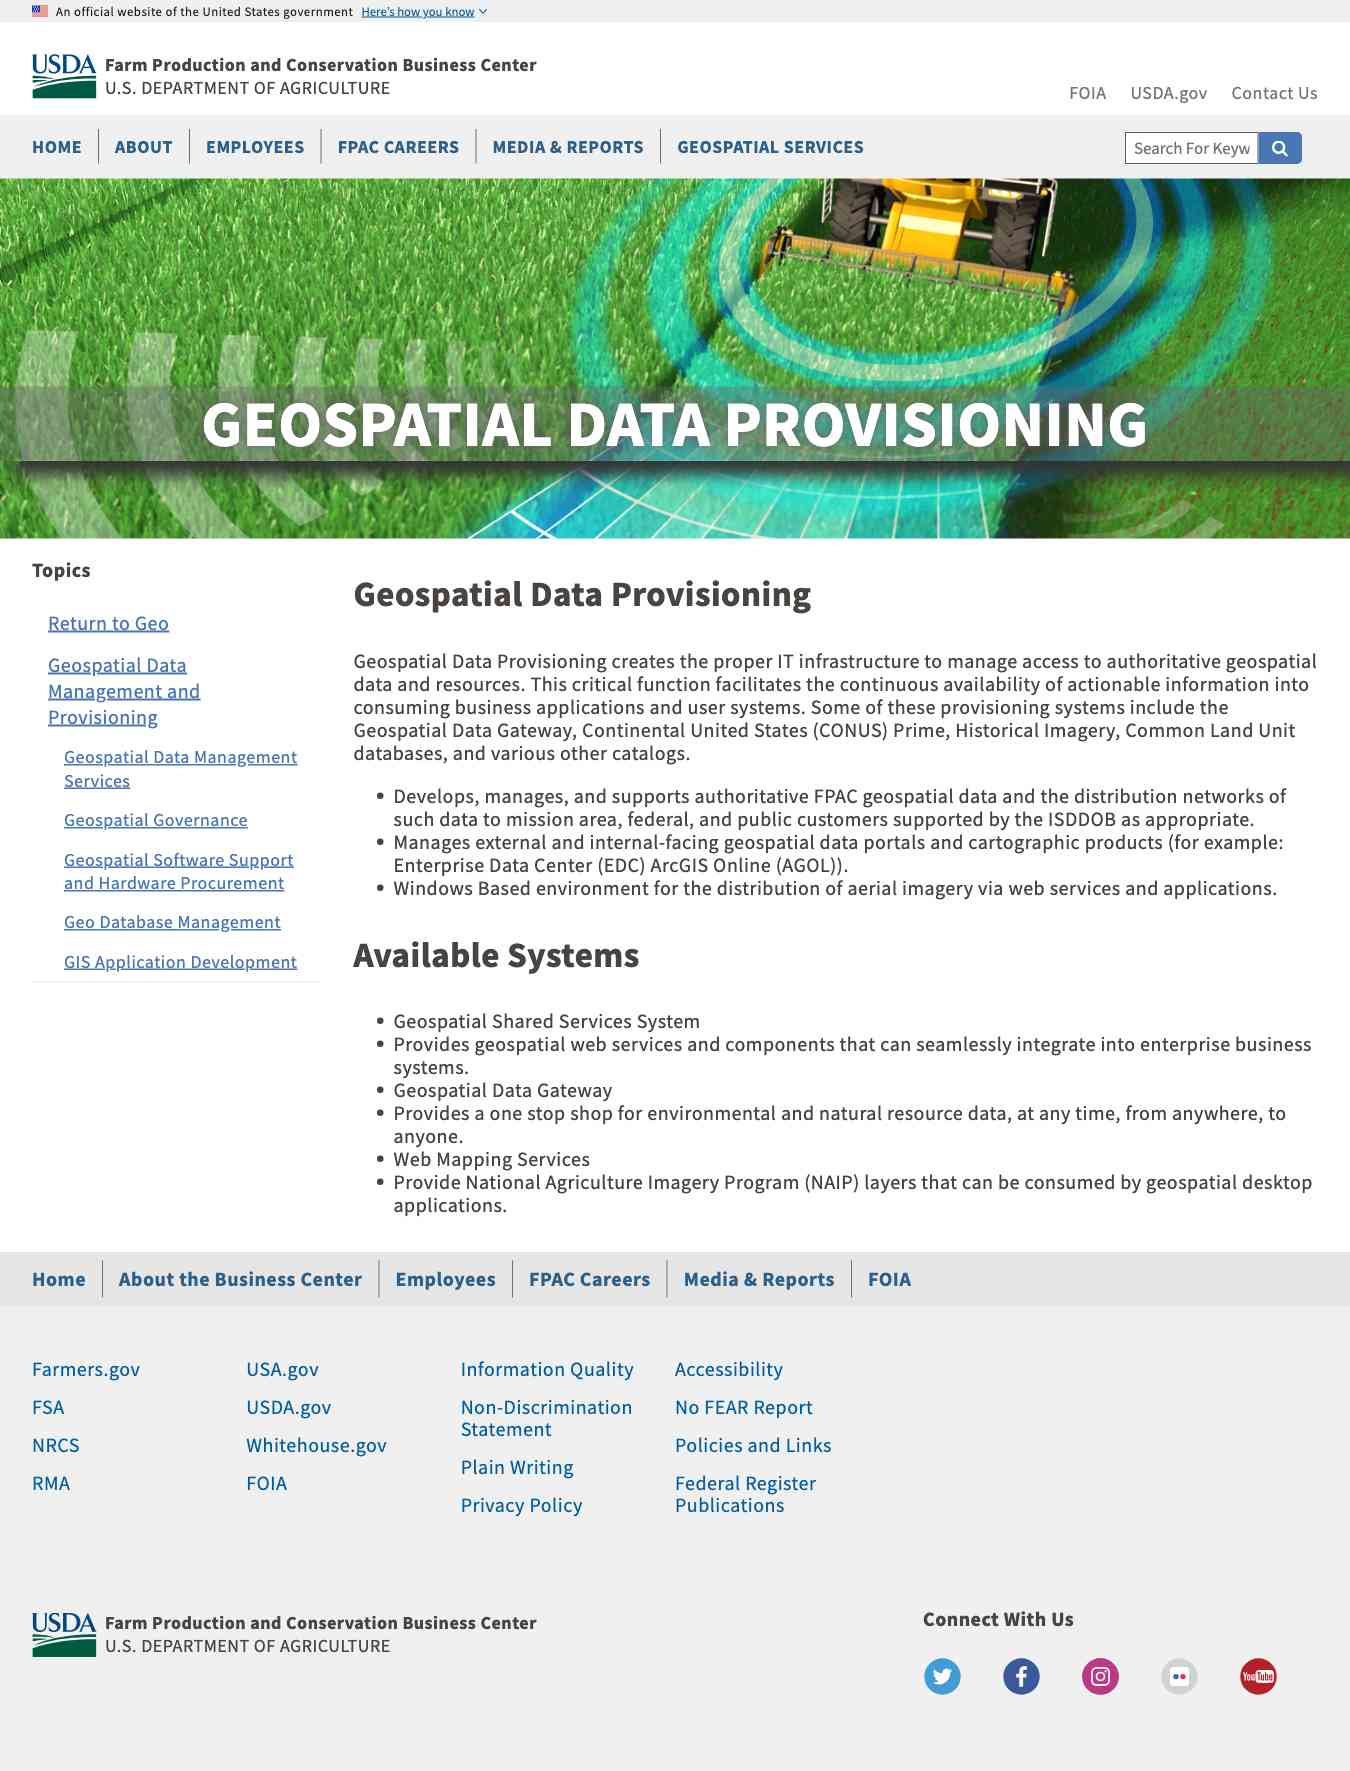 An official website of the United States government Here's how you know
USDA
Farm Production and Conservation Business Center
U.S. DEPARTMENT OF AGRICULTURE
FOIA USDA.gov Contact Us
HOME ABOUT EMPLOYEES FPAC CAREERS MEDIA & REPORTS GEOSPATIAL SERVICES
Search For Keyw
GEOSPATIAL DATA PROVISIONING
Topics
Return to Geo
Geospatial Data
Management and
Provisioning
Geospatial Data Management
Services
Geospatial Governance
Geospatial Software Support
and Hardware Procurement
Geo Database Management
GIS Application Development
Geospatial Data Provisioning
Geospatial Data Provisioning creates the proper IT infrastructure to manage access to authoritative geospatial
data and resources. This critical function facilitates the continuous availability of actionable information into
consuming business applications and user systems. Some of these provisioning systems include the
Geospatial Data Gateway, Continental United States (CONUS) Prime, Historical Imagery, Common Land Unit
databases, and various other catalogs.
• Develops, manages, and supports authoritative FPAC geospatial data and the distribution networks of
such data to mission area, federal, and public customers supported by the ISDDOB as appropriate.
• Manages external and internal-facing geospatial data portals and cartographic products (for example:
Enterprise Data Center (EDC) ArcGIS Online (AGOL)).
• Windows Based environment for the distribution of aerial imagery via web services and applications.
Available Systems
• Geospatial Shared Services System
• Provides geospatial web services and components that can seamlessly integrate into enterprise business
systems.
• Geospatial Data Gateway
• Provides a one stop shop for environmental and natural resource data, at any time, from anywhere, to
anyone.
• Web Mapping Services
• Provide National Agriculture Imagery Program (NAIP) layers that can be consumed by geospatial desktop
applications.
Home About the Business Center Employees FPAC Careers Media & Reports FOIA
Farmers.gov
FSA
NRCS
RMA
USA.gov
USDA.gov
Whitehouse.gov
FOIA
Information Quality
Non-Discrimination
Statement
Plain Writing
Privacy Policy
Accessibility
No FEAR Report
Policies and Links
Federal Register
Publications
USDA
Farm Production and Conservation Business Center
U.S. DEPARTMENT OF AGRICULTURE
Connect With Us
YouTube